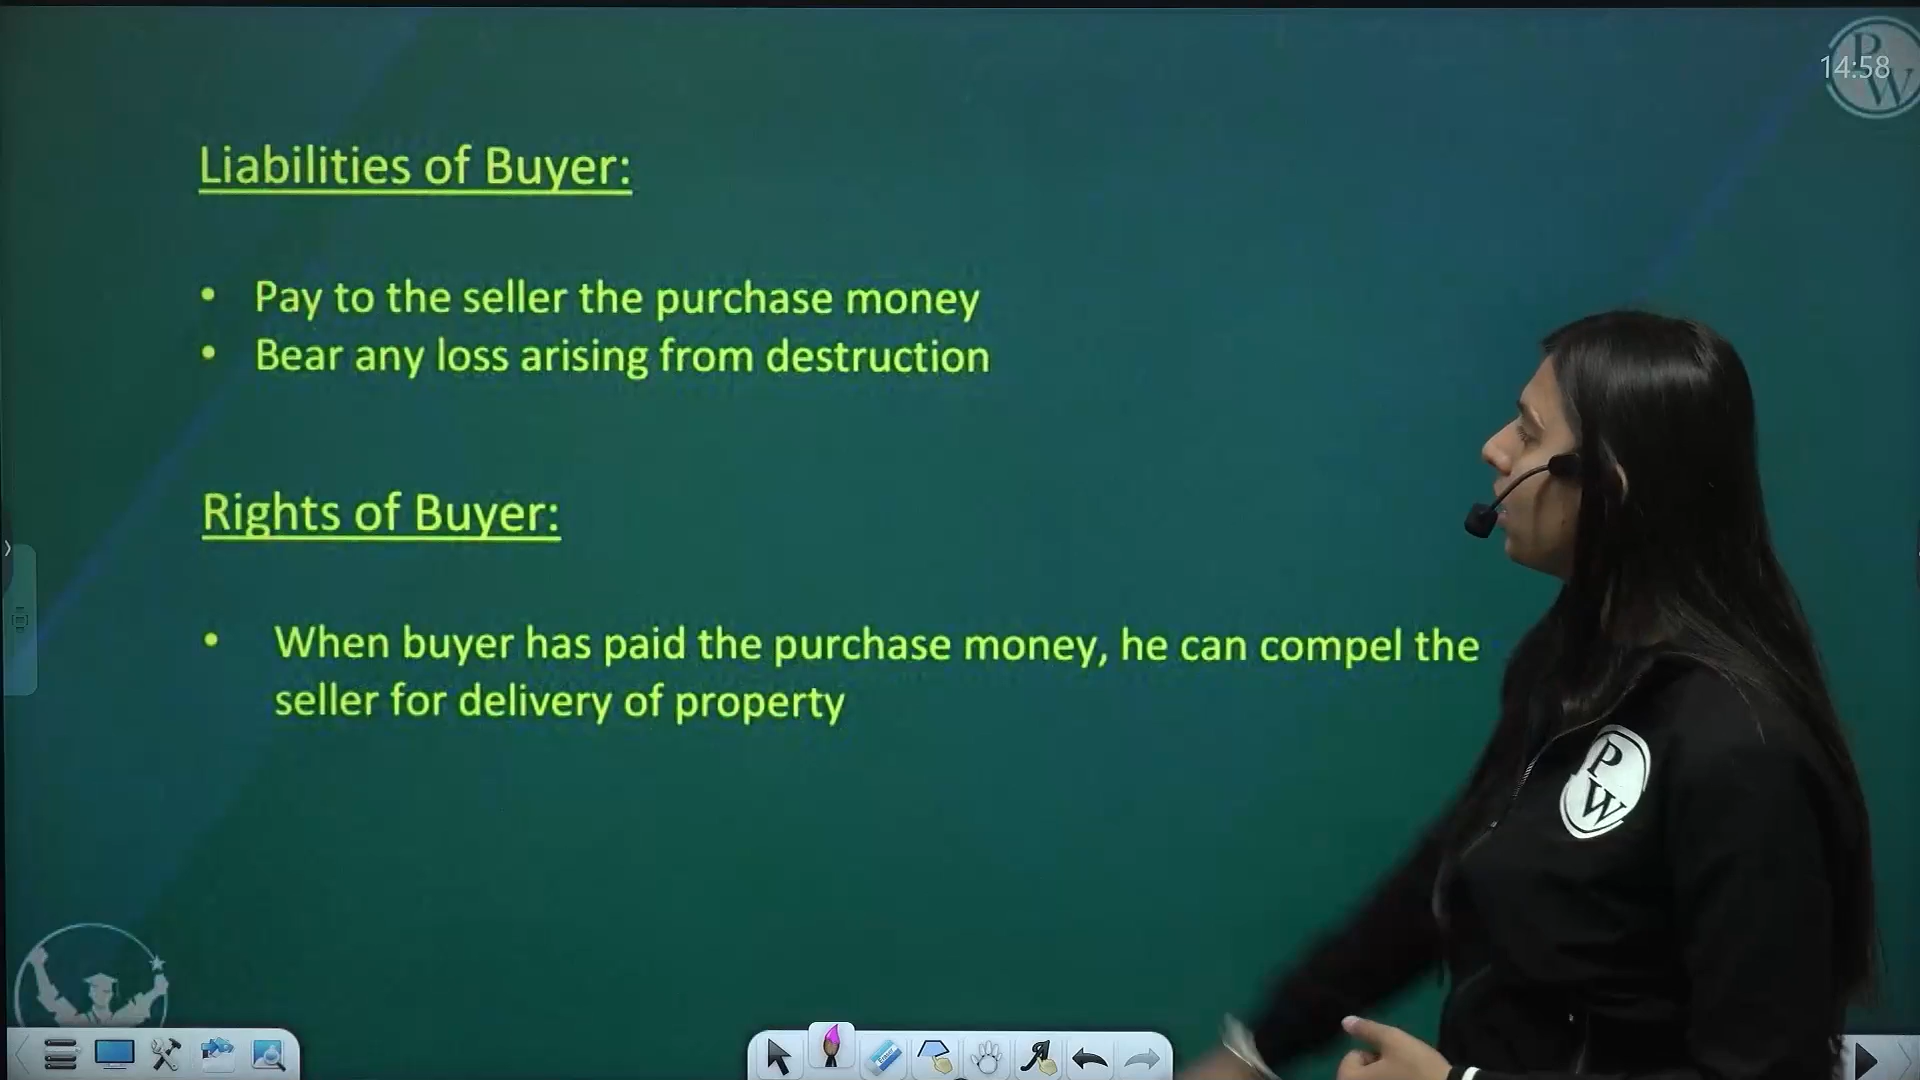 P
W
14:58
Liabilities of Buyer:
• Pay to the seller the purchase money
• Bear any loss arising from destruction
Rights of Buyer:
• When buyer has paid the purchase money, he can compel the
seller for delivery of property
P
W